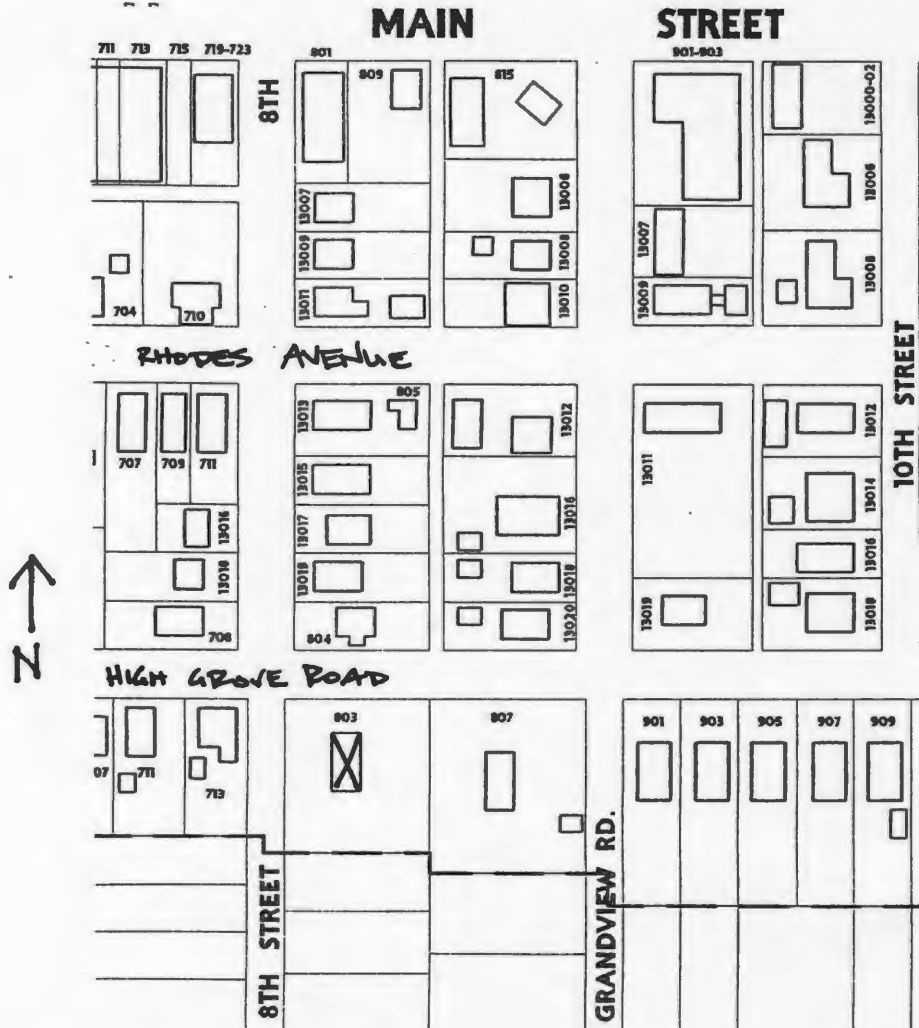 MAIN STREET
711 713 715 719-723
8TH
801 809 815
901-903
13000-02
13007 13006
13006
13009 13008
13007
13008
13011 13010
13009
704 710
RHODES AVENUE
10TH STREET
707 709 711
13013 805 13012
13011
13012
13015
13014
13016 13017 13016
13016
13018 13019 13018
13019
13018
708 804 13020
N
HIGH GROVE ROAD
07 711 713
803 807
901 903 905 907 909
8TH STREET
GRANDVIEW RD.